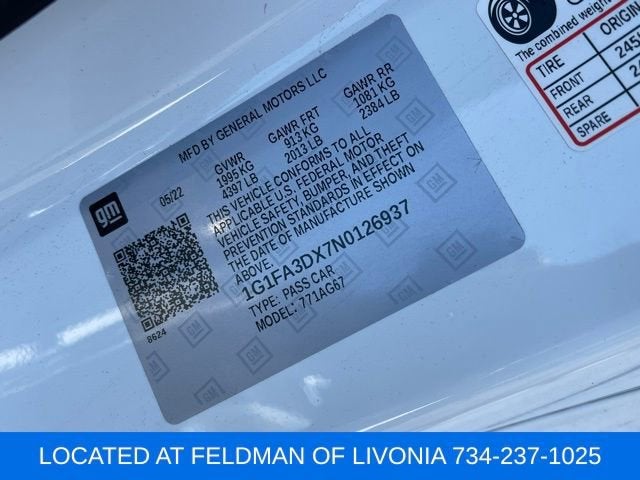 The combined weight
TIRE ORIGIN
FRONT 245/
REAR
SPARE
MFD BY GENERAL MOTORS LLC
GVWR GAWR FRT GAWR RR
1995 KG 913 KG 1081 KG
4397 LB 2013 LB 2384 LB
THIS VEHICLE CONFORMS TO ALL
APPLICABLE U.S. FEDERAL MOTOR
VEHICLE SAFETY, BUMPER, AND THEFT
PREVENTION STANDARDS IN EFFECT ON
THE DATE OF MANUFACTURE SHOWN
ABOVE.
1G1FA3DX7N0126937
TYPE: PASS CAR
MODEL: 771AG67
gm
05/22
8624
GM
LOCATED AT FELDMAN OF LIVONIA 734-237-1025